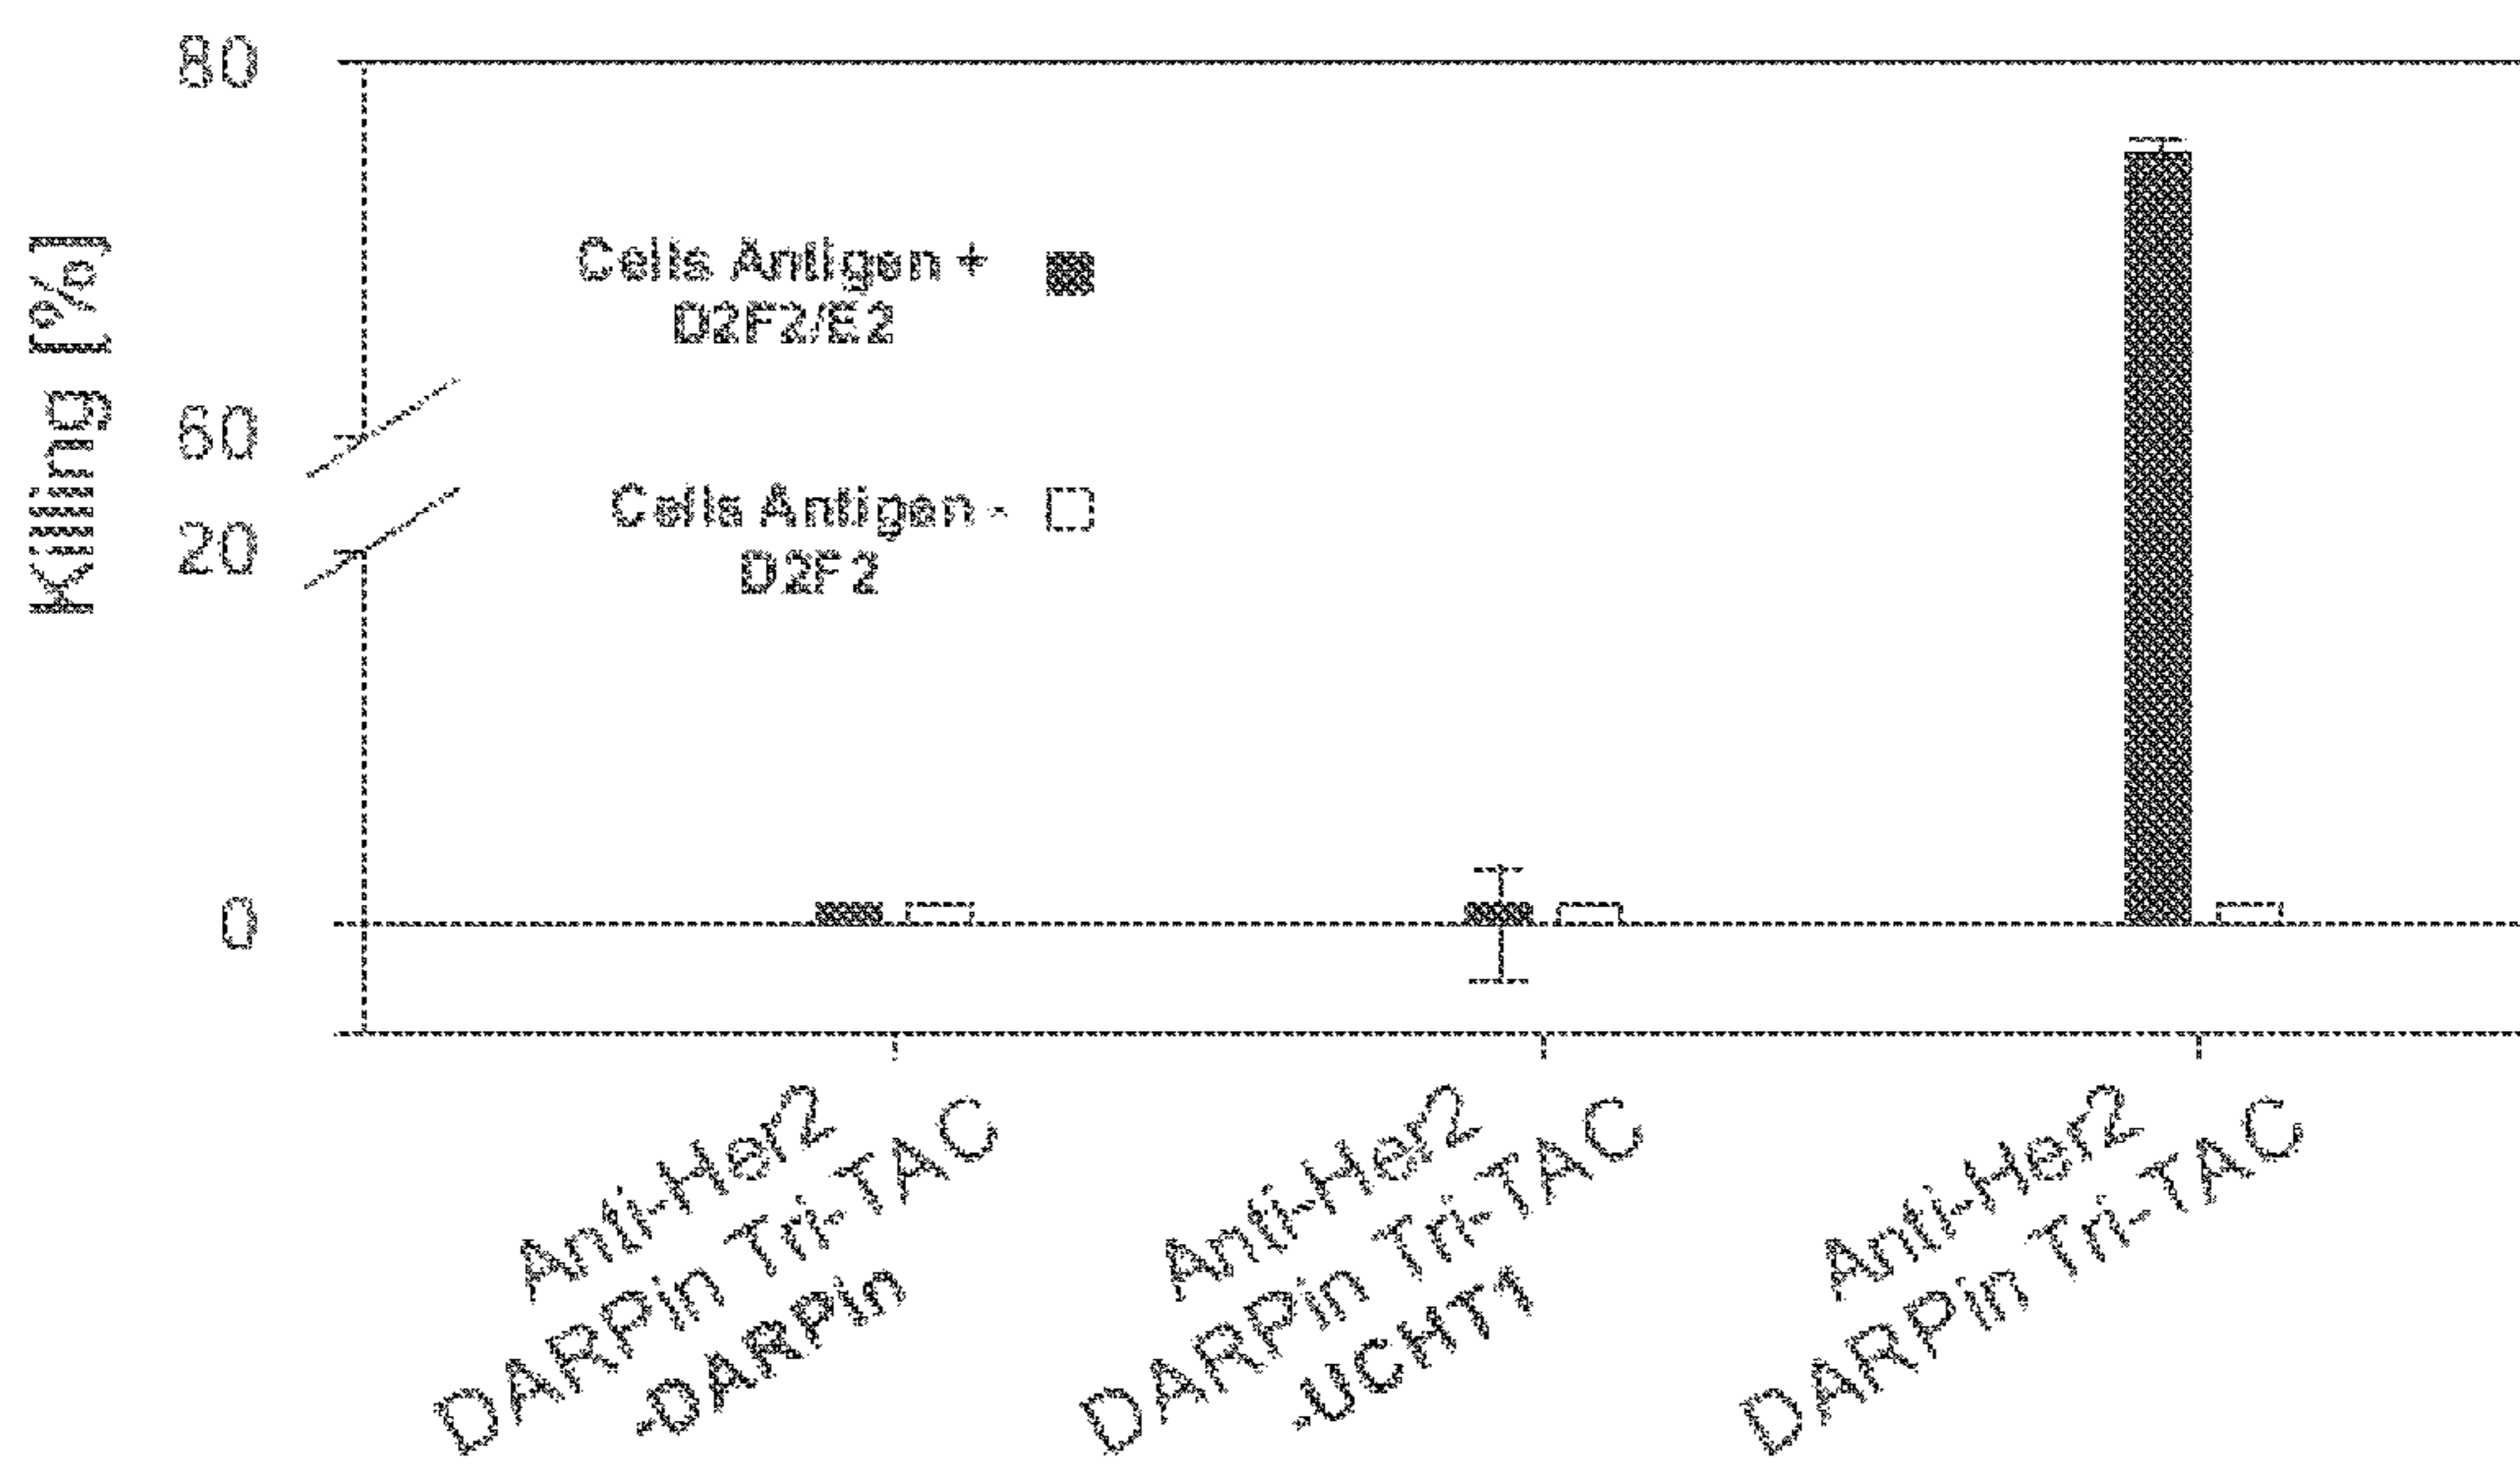 80
60
20
0
Killing [%]
Cells Antigen +
D2F2/E2
Cells Antigen -
D2F2
Anti-Her2
DARPin Tri-TAC
-DARPin
Anti-Her2
DARPin Tri-TAC
-UCHT1
Anti-Her2
DARPin Tri-TAC